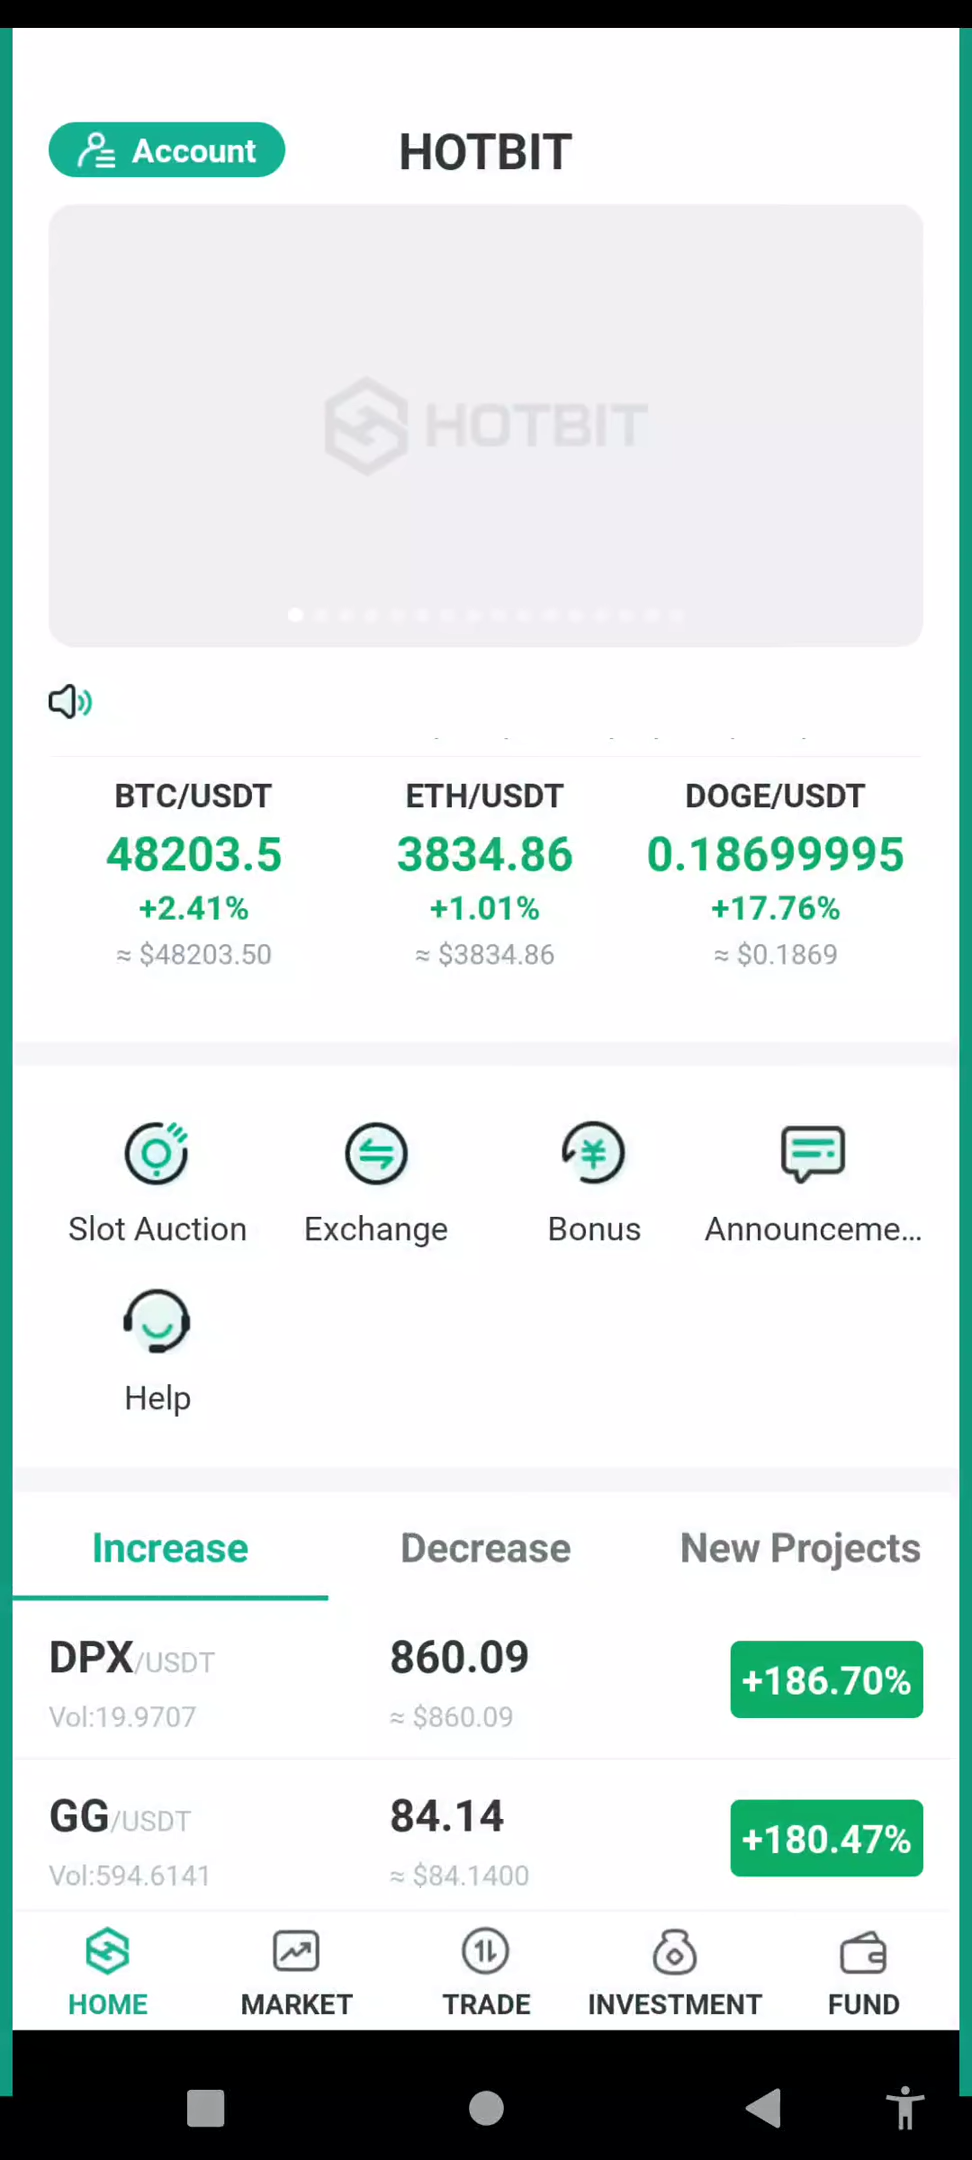 Account
HOTBIT
HOTBIT
BTC/USDT
ETH/USDT
DOGE/USDT
48203.5
3834.86
0.18699995
+2.41%
+1.01%
+17.76%
≈ $48203.50
≈ $3834.86
≈ $0.1869
Slot Auction
Exchange
Bonus
Announceme...
Help
Increase
Decrease
New Projects
DPX/USDT
860.09
+186.70%
Vol:19.9707
≈ $860.09
GG/USDT
84.14
+180.47%
Vol:594.6141
≈ $84.1400
HOME
MARKET
TRADE
INVESTMENT
FUND